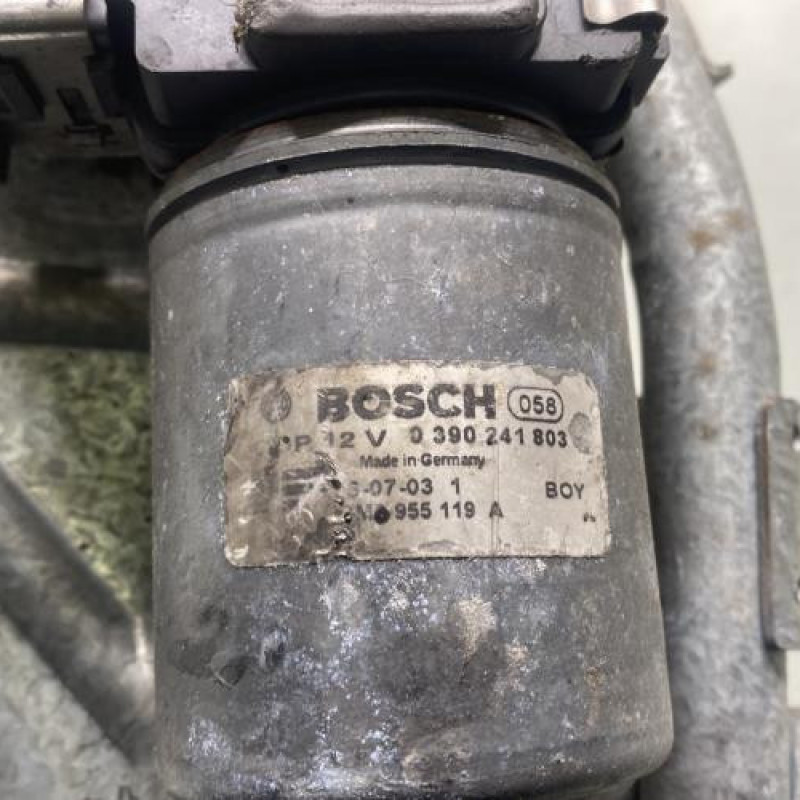 BOSCH 058
12 V 0 390 241 803
Made in Germany
-07-03 1 BOY
955 119 A